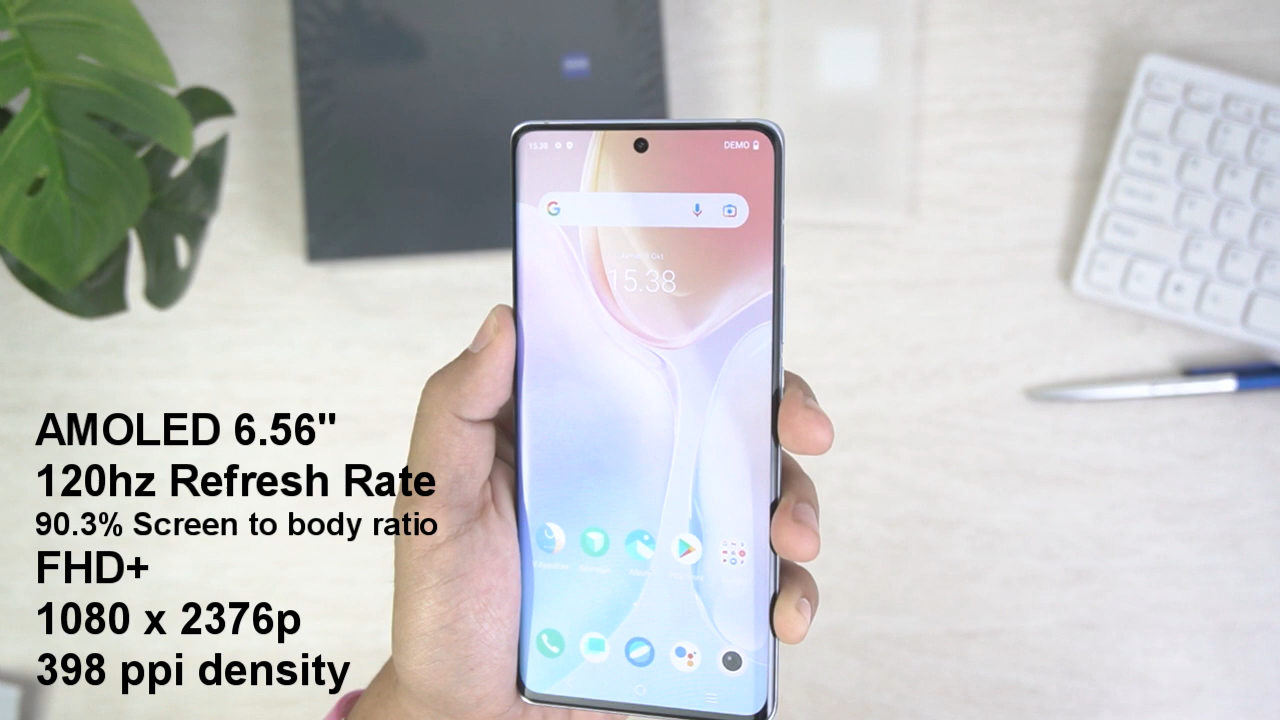 15.38
DEMO
15.38
AMOLED 6.56"
120hz Refresh Rate
90.3% Screen to body ratio
FHD+
1080 x 2376p
398 ppi density